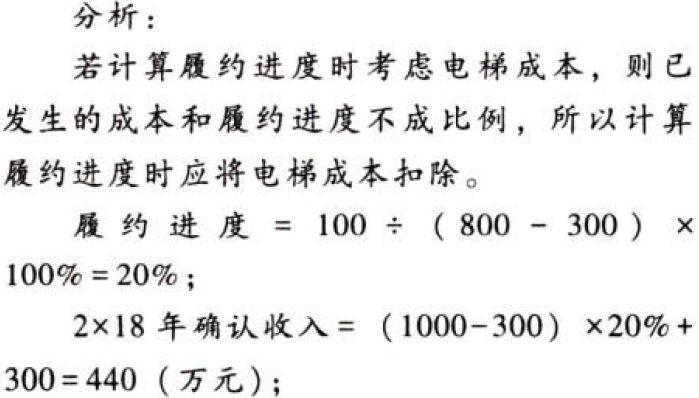 分析：
若计算履约进度时考虑电梯成本，则已
发生的成本和履约进度不成比例，所以计算
履约进度时应将电梯成本扣除。
履约进度 = 100 ÷ (800 - 300) ×
100% = 20%；
2×18 年确认收入 = (1000-300) ×20% +
300 = 440 (万元)；